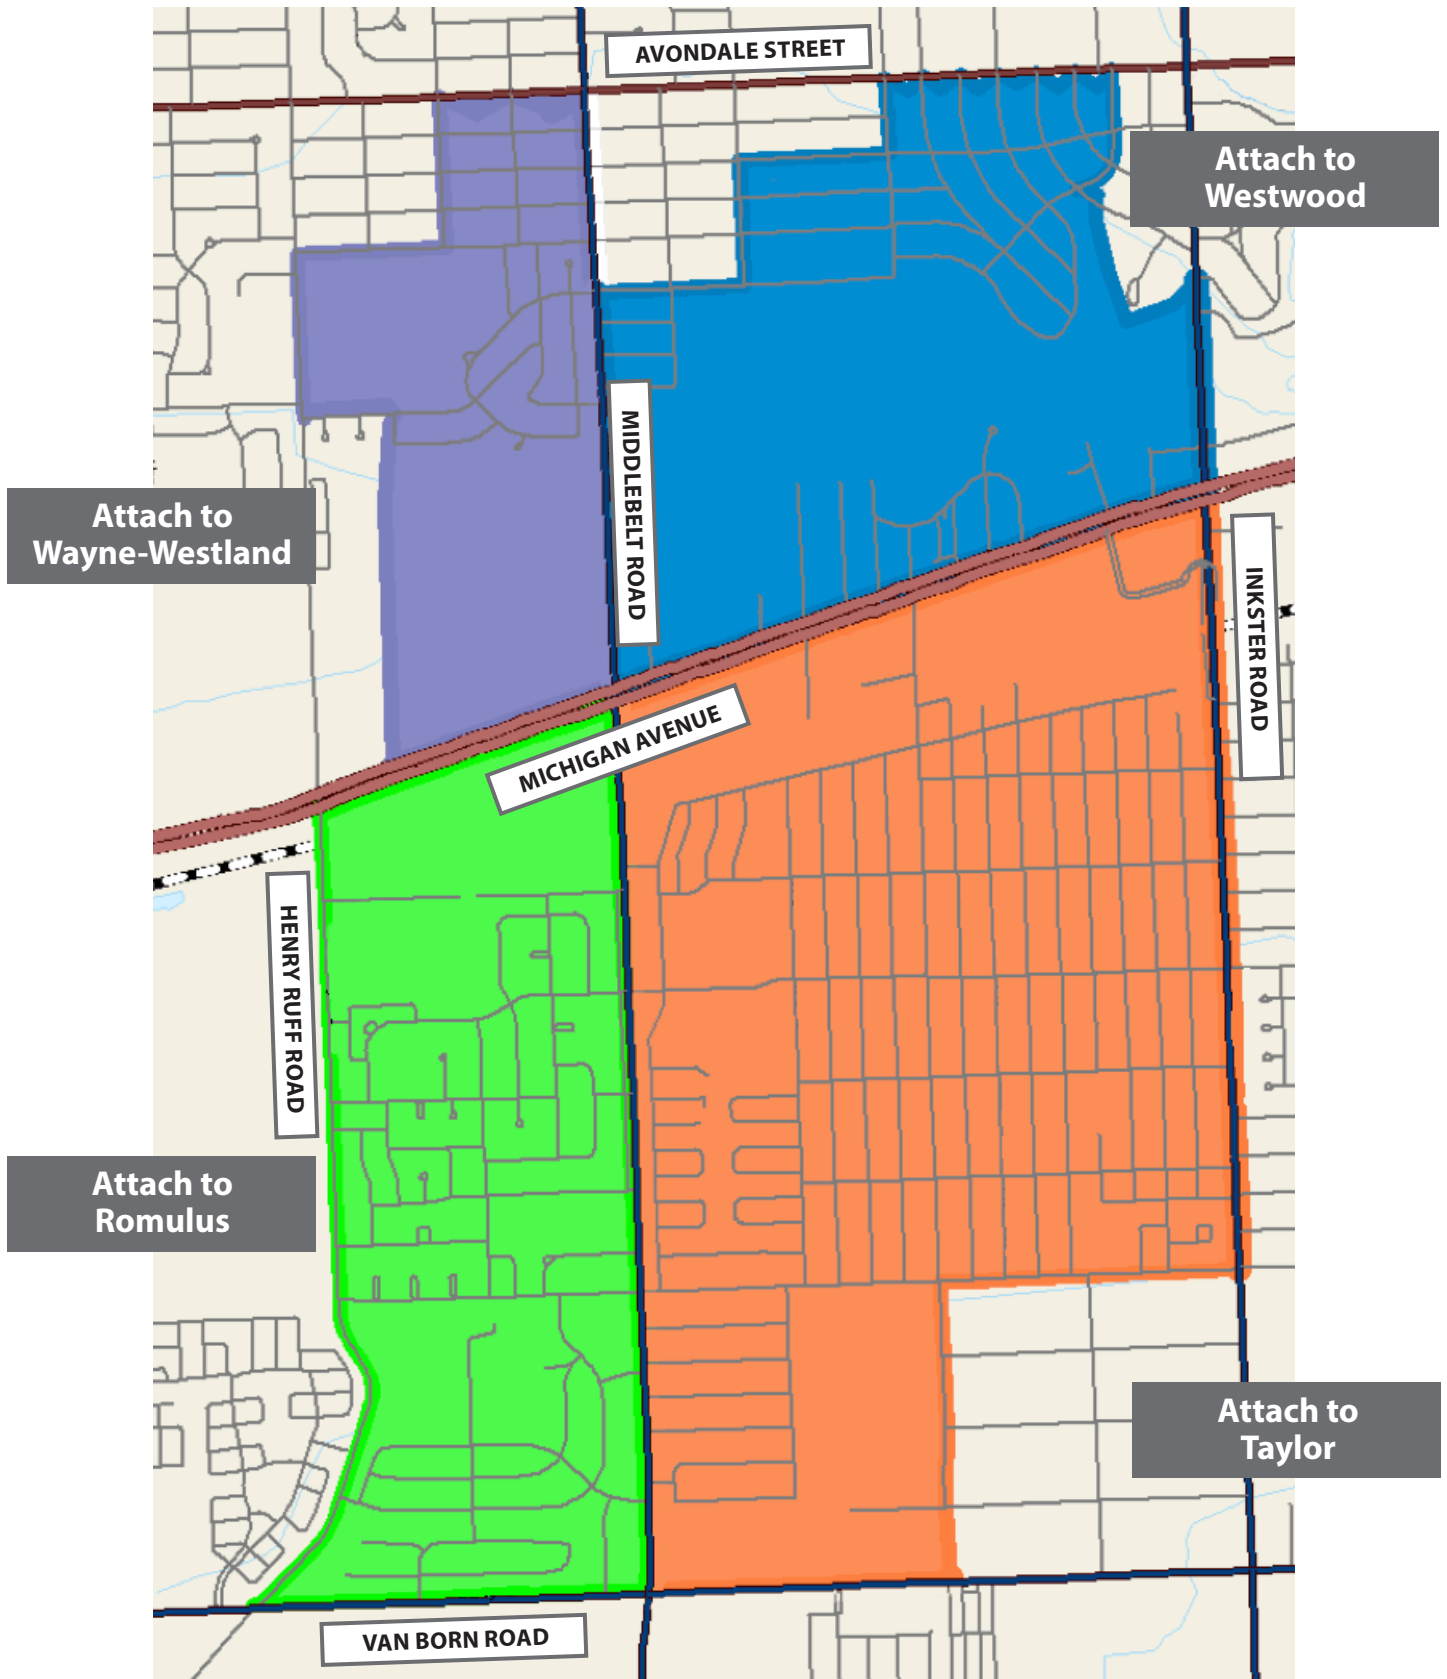 AVONDALE STREET
Attach to
Westwood
MIDDLEBELT ROAD
Attach to
Wayne-Westland
INKSTER ROAD
MICHIGAN AVENUE
HENRY RUFF ROAD
Attach to
Romulus
Attach to
Taylor
VAN BORN ROAD